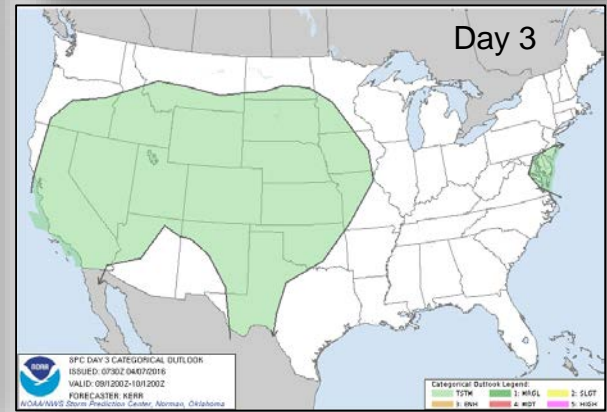 Day 3
NOAA
SPC DAY 3 CATEGORICAL OUTLOOK
ISSUED: 0730Z 04/07/2016
VALID: 09/1200Z-10/1200Z
FORECASTER: KERR
NOAA/NWS Storm Prediction Center, Norman, Oklahoma
Categorical Outlook Legend:
TSTM 1: MRGL 2: SLGT
3: ENH 4: MDT 5: HIGH